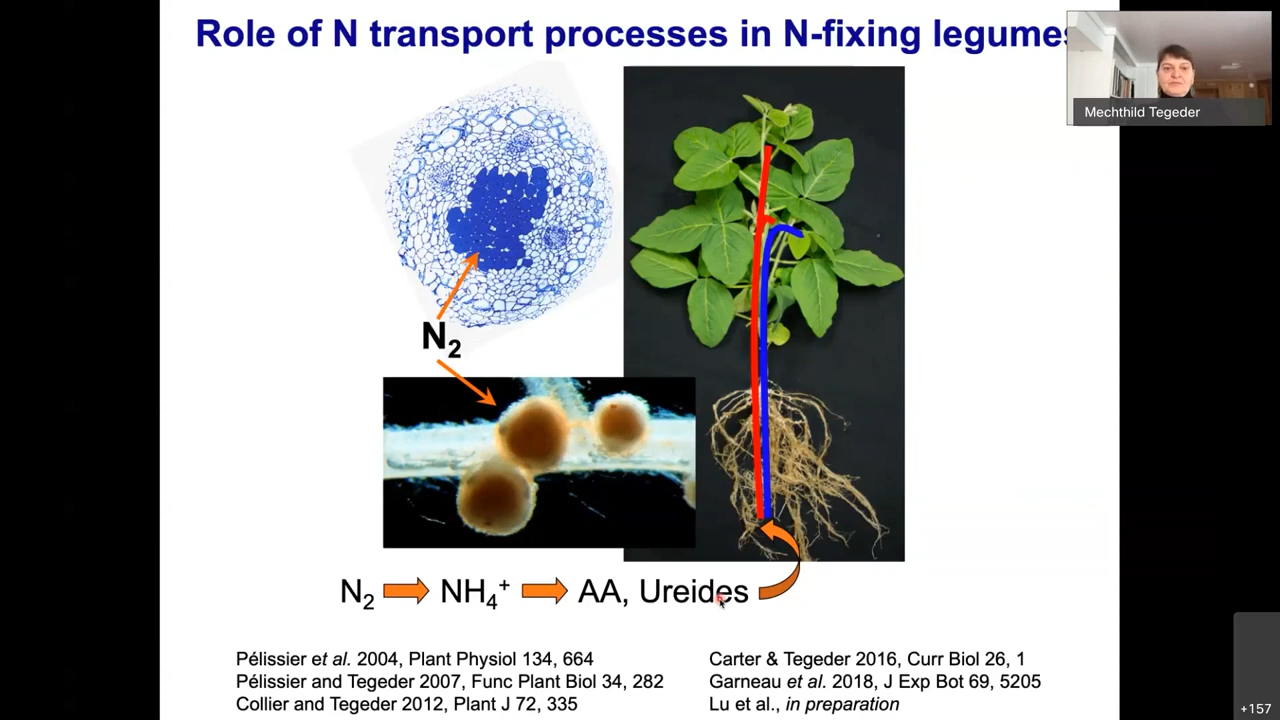 Role of N transport processes in N-fixing legumes
Mechthild Tegeder
N₂
N₂ NH₄⁺ AA, Ureides
Pélissier et al. 2004, Plant Physiol 134, 664
Pélissier and Tegeder 2007, Func Plant Biol 34, 282
Collier and Tegeder 2012, Plant J 72, 335
Carter & Tegeder 2016, Curr Biol 26, 1
Garneau et al. 2018, J Exp Bot 69, 5205
Lu et al., in preparation
+157